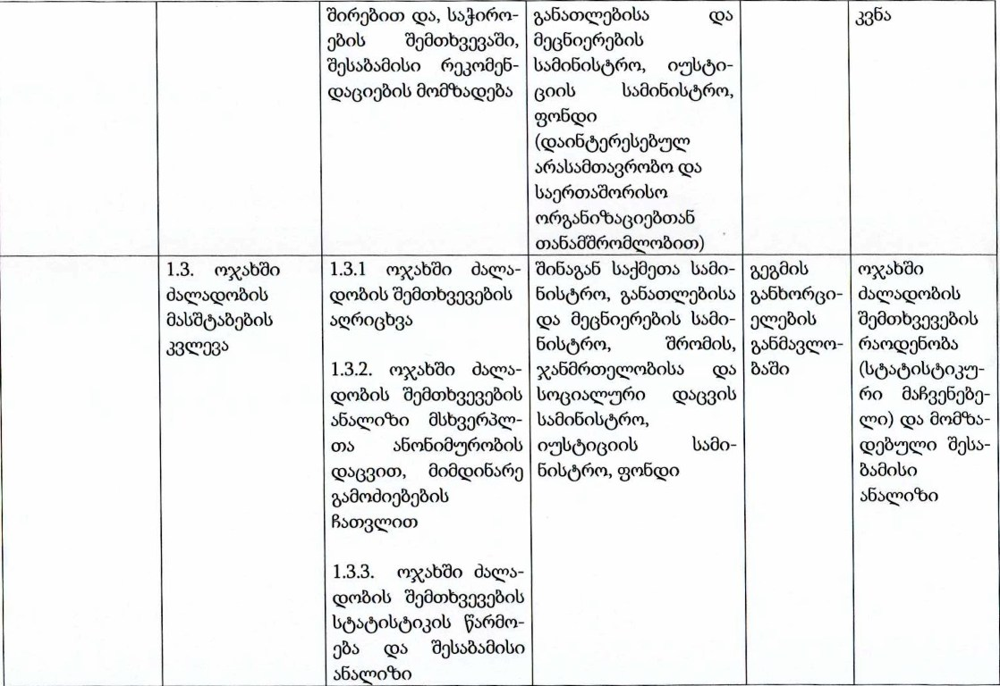 შირებით და, საჭირო-
ების შემთხვევაში,
შესაბამისი რეკომენ-
დაციების მომზადება
განათლებისა და
მეცნიერების
სამინისტრო, იუსტი-
ციის სამინისტრო,
ფონდი
(დაინტერესებულ
არასამთავრობო და
საერთაშორისო
ორგანიზაციებთან
თანამშრომლობით)
კვნა
1.3. ოჯახში
ძალადობის
მასშტაბების
კვლევა
1.3.1 ოჯახში ძალა-
დობის შემთხვევების
აღრიცხვა
1.3.2. ოჯახში ძალა-
დობის შემთხვევების
ანალიზი მსხვერპლ-
თა ანონიმურობის
დაცვით, მიმდინარე
გამოძიებების
ჩათვლით
1.3.3. ოჯახში ძალა-
დობის შემთხვევების
სტატისტიკის წარმო-
ება და შესაბამისი
ანალიზი
შინაგან საქმეთა სამი-
ნისტრო, განათლებისა
და მეცნიერების სამი-
ნისტრო, შრომის,
ჯანმრთელობისა და
სოციალური დაცვის
სამინისტრო,
იუსტიციის სამი-
ნისტრო, ფონდი
გეგმის
განხორცი-
ელების
განმავლო-
ბაში
ოჯახში
ძალადობის
შემთხვევების
რაოდენობა
(სტატისტიკუ-
რი მაჩვენებე-
ლი) და მომზა-
დებული შესა-
ბამისი
ანალიზი